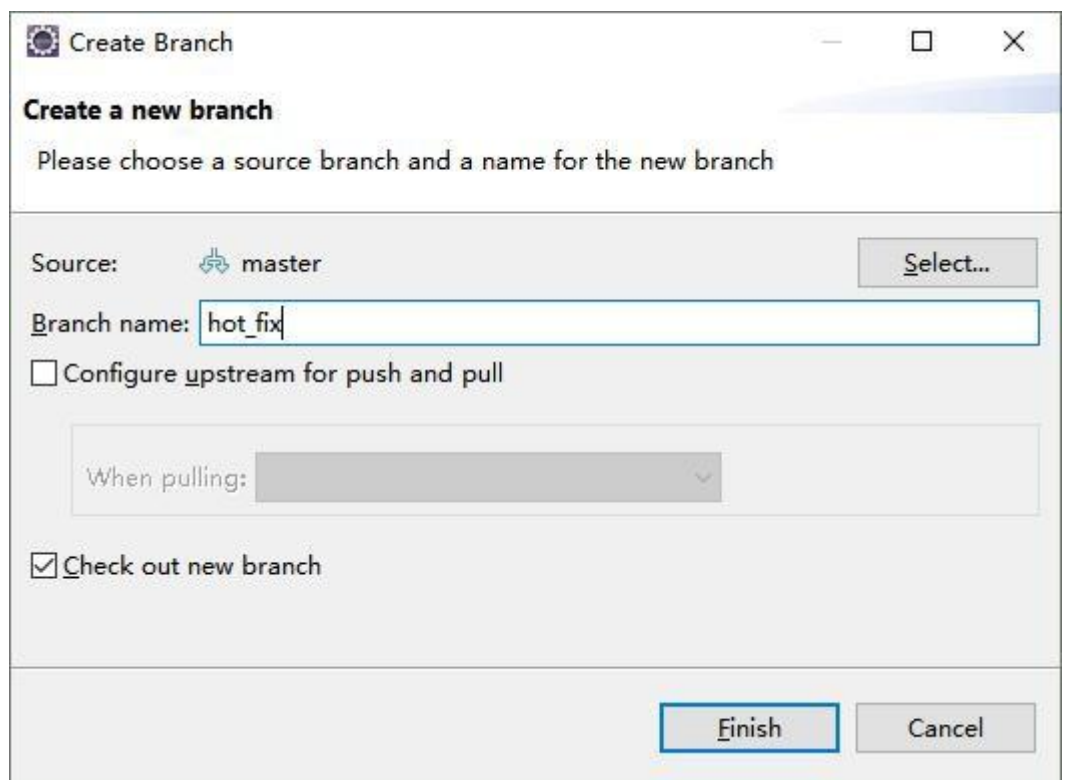 Create Branch
Create a new branch
Please choose a source branch and a name for the new branch
Source: master Select...
Branch name: hot_fix
Configure upstream for push and pull
When pulling:
Check out new branch
Finish Cancel